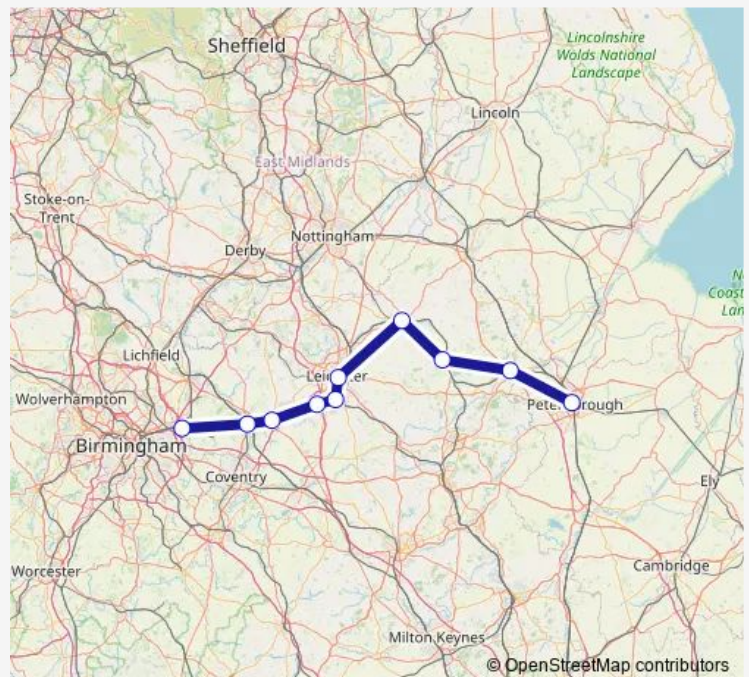 Sheffield
Lincolnshire
Wolds National
Landscape
Lincoln
East Midlands
Stoke-on-
Trent
Nottingham
Derby
Lichfield
Wolverhampton
Birmingham
Coventry
Ely
Worcester
Cambridge
Milton Keynes
© OpenStreetMap contributors